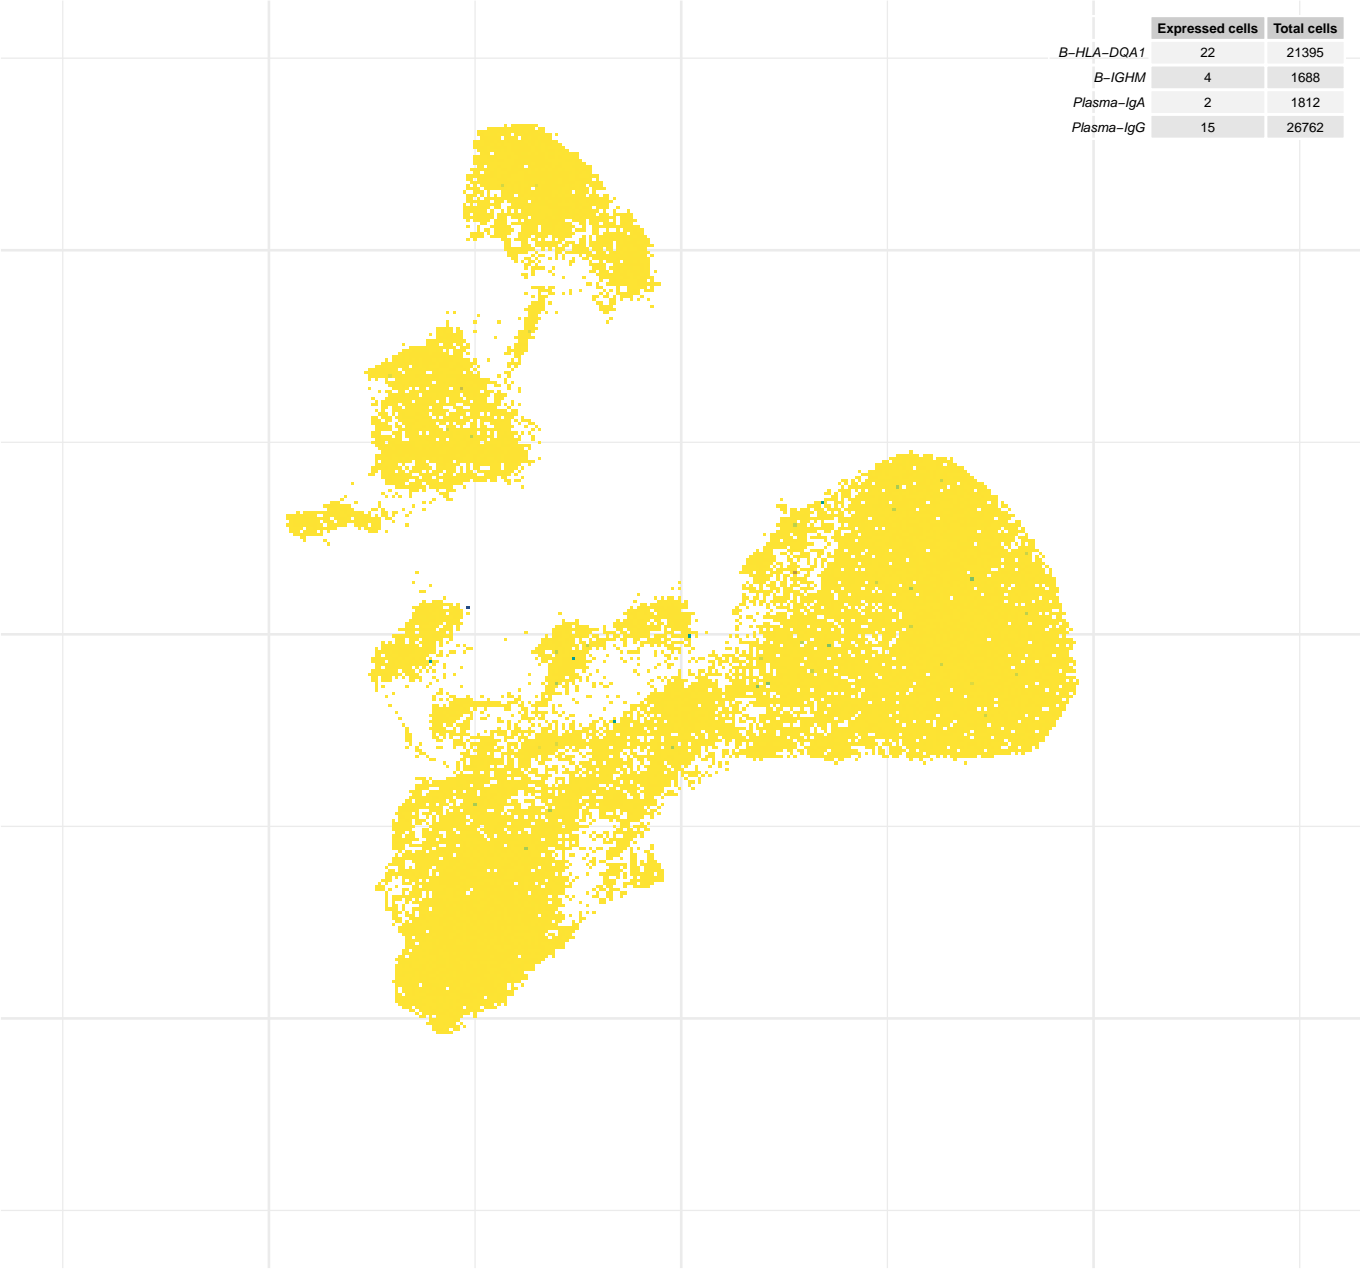 Expressed cells Total cells
B−HLA−DQA1 22 21395
B−IGHM 4 1688
Plasma−IgA 2 1812
Plasma−IgG 15 26762